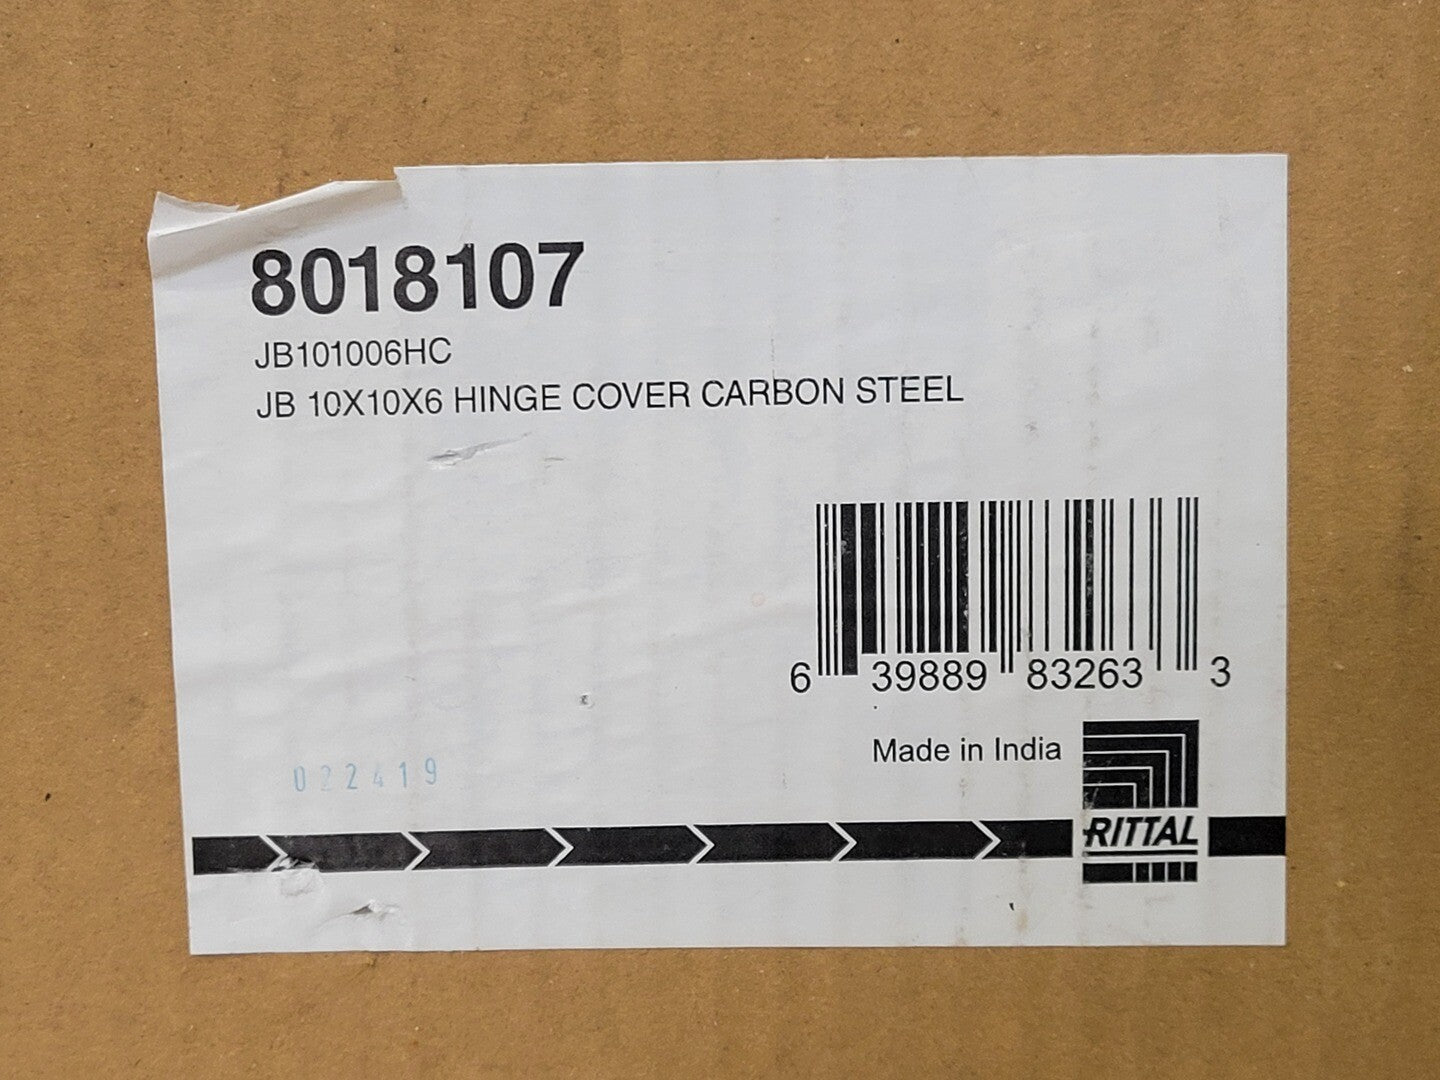 8018107
JB101006HC
JB 10X10X6 HINGE COVER CARBON STEEL
6 39889 83263 3
Made in India
022419
RITTAL